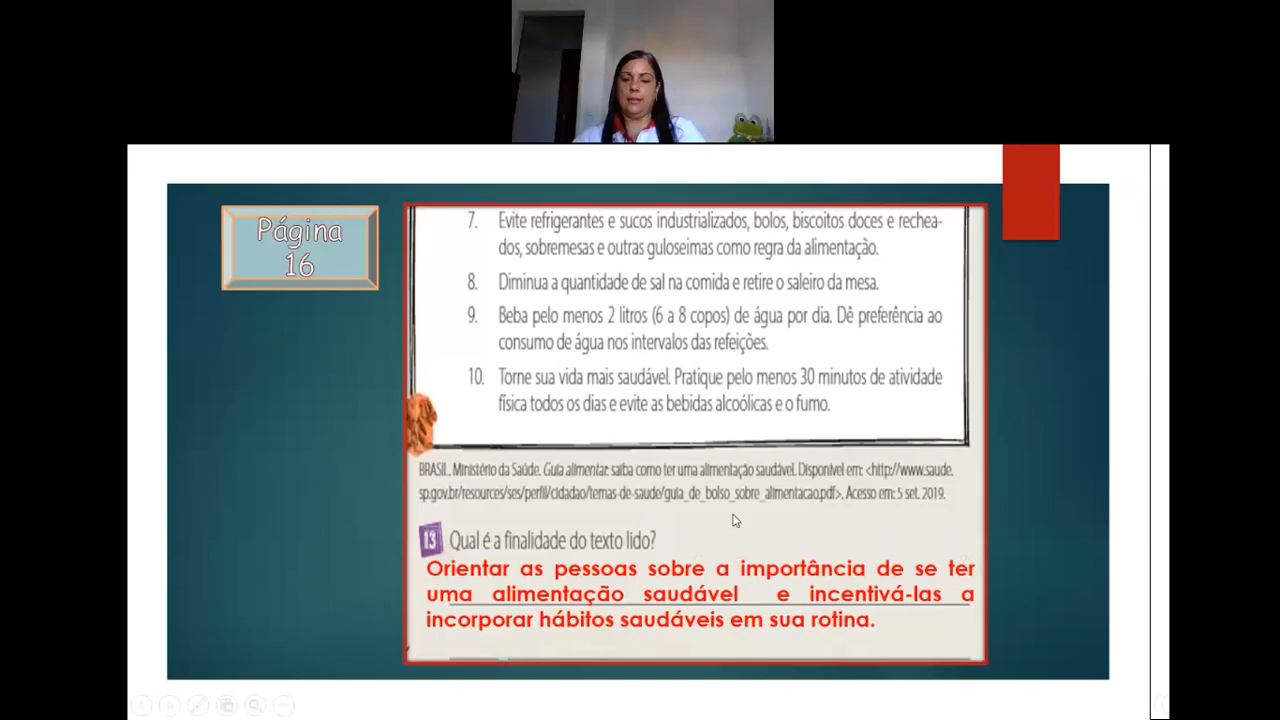 Página
16
7. Evite refrigerantes e sucos industrializados, bolos, biscoitos doces e rechea-
dos, sobremesas e outras guloseimas como regra da alimentação.
8. Diminua a quantidade de sal na comida e retire o saleiro da mesa.
9. Beba pelo menos 2 litros (6 a 8 copos) de água por dia. Dê preferência ao
consumo de água nos intervalos das refeições.
10. Torne sua vida mais saudável. Pratique pelo menos 30 minutos de atividade
física todos os dias e evite as bebidas alcoólicas e o fumo.
BRASIL. Ministério da Saúde. Guia alimentar: saiba como ter uma alimentação saudável. Disponível em: <http://www.saude.
sp.gov.br/resources/ses/perfil/cidadao/temas-de-saude/guia_de_bolso_sobre_alimentacao.pdf>. Acesso em: 5 set. 2019.
13 Qual é a finalidade do texto lido?
Orientar as pessoas sobre a importância de se ter
uma alimentação saudável e incentivá-las a
incorporar hábitos saudáveis em sua rotina.